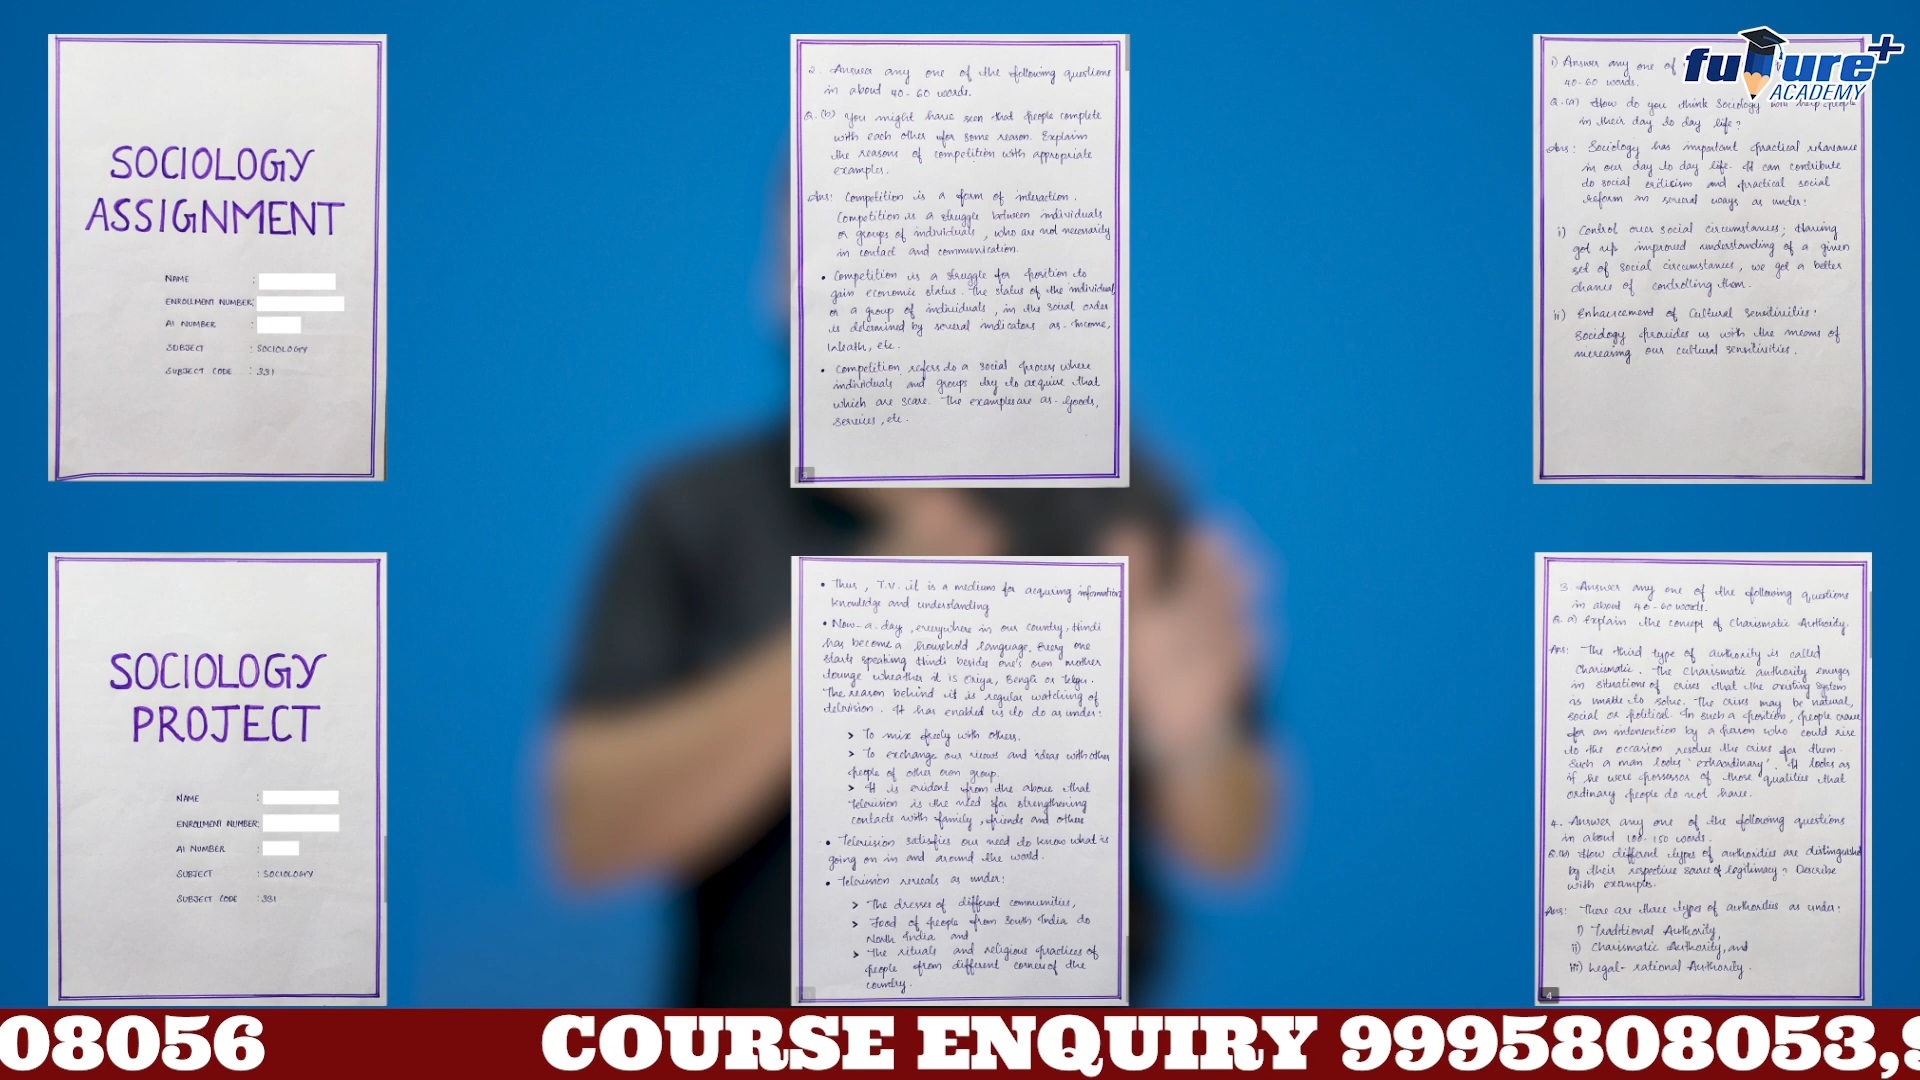 SOCIOLOGY
ASSIGNMENT
NAME :
ENROLLMENT NUMBER:
AI NUMBER :
SUBJECT : SOCIOLOGY
SUBJECT CODE : 331
2. Answer any one of the following questions
in about 40-60 words.
Q.(b) You might have seen that people complete
with each other for some reason. Explain
the reasons of competition with appropriate
examples.
Ans: Competition is a form of interaction.
Competition is a struggle between individuals
or groups of individuals, who are not necessarily
in contact and communication.
• Competition is a struggle for position to
gain economic status. The status of the individual
or a group of individuals, in the social order
is determined by several indicators as - Income,
Wealth, etc.
• Competition refers to a social process where
individuals and groups try to acquire that
which are scare. The examples are as - Goods,
Services, etc.
1) Answer any one of
40-60 words.
Q.(a) How do you think Sociology will help people
in their day to day life?
Ans: Sociology has important practical relevance
in our day to day life. It can contribute
to social criticism and practical social
reform in several ways as under:
i) Control over social circumstances; Having
got up improved understanding of a given
set of social circumstances, we get a better
chance of controlling them.
ii) Enhancement of Cultural Sensitivities:
Sociology provides us with the means of
increasing our cultural sensitivities.
future+
ACADEMY
SOCIOLOGY
PROJECT
NAME :
ENROLLMENT NUMBER:
AI NUMBER :
SUBJECT : SOCIOLOGY
SUBJECT CODE : 331
• Thus, T.V. it is a medium for acquring information
knowledge and understanding
• Now-a-day, everywhere in our country, Hindi
has become a household language. Every one
starts speaking Hindi besides one's own mother
tounge wheather it is Oriya, Bengli or Telgu.
The reason behind it is regular watching of
television. It has enabled us to do as under:
> To mix freely with others.
> To exchange our views and ideas with other
people of other own group.
> It is evident from the above that
television is the need for strengthening
contacts with family, friends and others
• Television satisfies our need to know what is
going on in and around the world.
• Television reveals as under:
> The dresses of different communities,
> Food of people from South India to
North India and
> The rituals and religious practices of
people from different corners of the
country.
3. Answer any one of the following questions
in about 40-60 words.
Q. a) Explain the concept of Charismatic Authority.
Ans: The third type of authority is called
Charismatic. The Charismatic authority emerges
in situations of crises that the existing system
is unable to solve. The crises may be natural,
social or political. In such a position, people crave
for an intervention by a person who could rise
to the occasion resolve the crises for them.
Such a man looks 'extraordinary'. It looks as
if he were possessor of those qualities that
ordinary people do not have.
4. Answer any one of the following questions
in about 100-150 words.
How different types of authorities are distinguished
by their respective source of legitimacy? Describe
with examples.
Ans: There are three types of authorities as under:
i) Traditional Authority,
ii) Charismatic Authority, and
iii) Legal-rational Authority.
4
08056 COURSE ENQUIRY 9995808053,